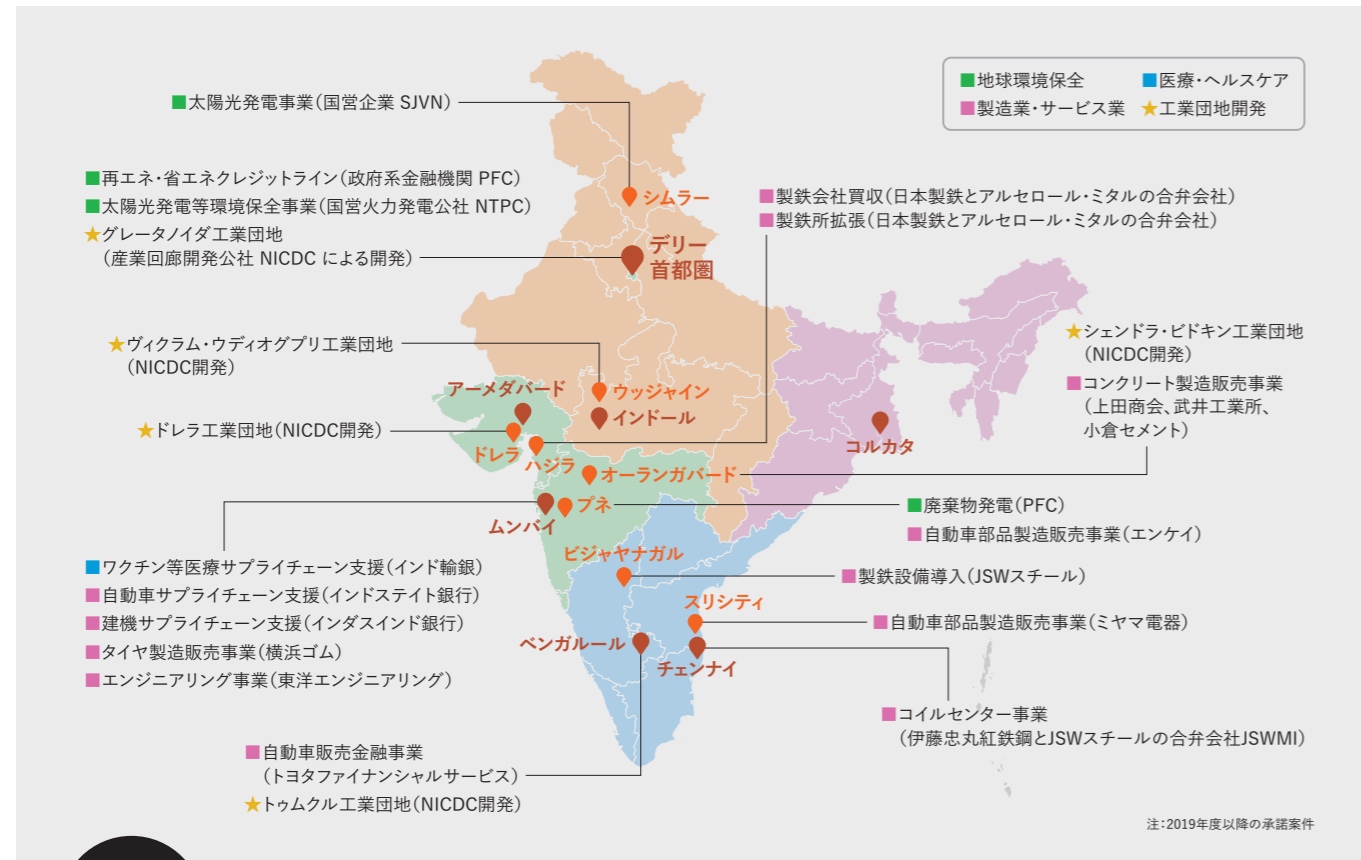 ■地球環境保全 ■医療・ヘルスケア
■製造業・サービス業 ★工業団地開発
■太陽光発電事業（国営企業 SJVN）
■再エネ・省エネクレジットライン（政府系金融機関 PFC）
■太陽光発電等環境保全事業（国営火力発電公社 NTPC）
★グレータノイダ工業団地
（産業回廊開発公社 NICDC による開発）
シムラー
デリー
首都圏
■製鉄会社買収（日本製鉄とアルセロール・ミタルの合弁会社）
■製鉄所拡張（日本製鉄とアルセロール・ミタルの合弁会社）
★ヴィクラム・ウディオグプリ工業団地
（NICDC開発）
★シェンドラ・ビドキン工業団地
（NICDC開発）
■コンクリート製造販売事業
（上田商会、武井工業所、
小倉セメント）
アーメダバード
ウッジャイン
インドール
★ドレラ工業団地（NICDC開発）
ドレラ
ハジラ
オーランガバード
コルカタ
ムンバイ
プネ
■廃棄物発電（PFC）
■自動車部品製造販売事業（エンケイ）
ビジャヤナガル
■製鉄設備導入（JSWスチール）
■ワクチン等医療サプライチェーン支援（インド輸銀）
■自動車サプライチェーン支援（インドステイト銀行）
■建機サプライチェーン支援（インダスインド銀行）
■タイヤ製造販売事業（横浜ゴム）
■エンジニアリング事業（東洋エンジニアリング）
スリシティ
■自動車部品製造販売事業（ミヤマ電器）
ベンガルール
チェンナイ
■コイルセンター事業
（伊藤忠丸紅鉄鋼とJSWスチールの合弁会社JSWMI）
■自動車販売金融事業
（トヨタファイナンシャルサービス）
★トゥムクル工業団地（NICDC開発）
注：2019年度以降の承諾案件